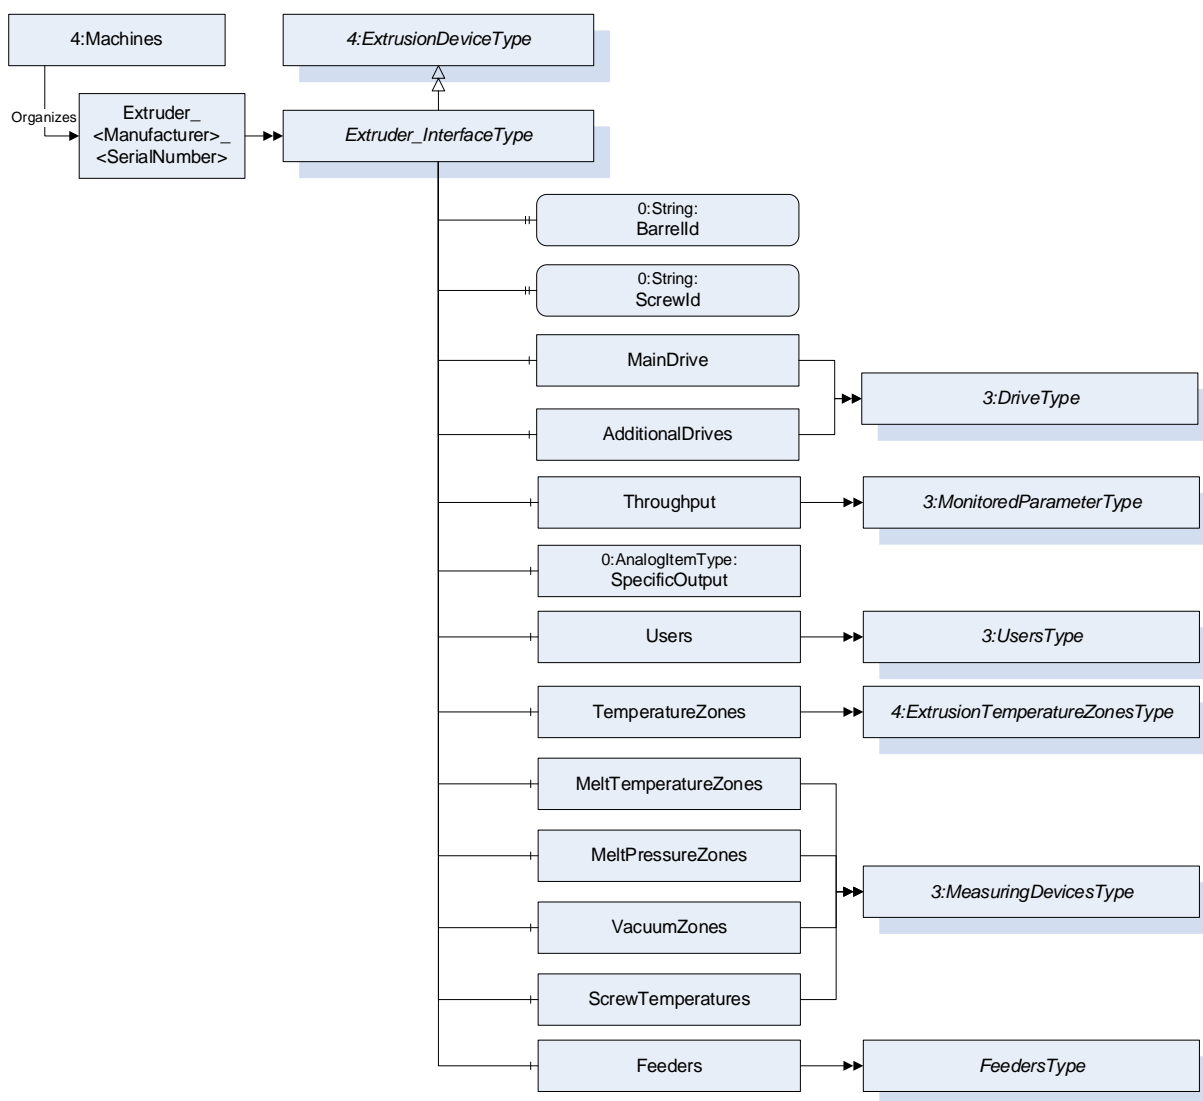 4:Machines
4:ExtrusionDeviceType
Organizes
Extruder_
<Manufacturer>_
<SerialNumber>
Extruder_InterfaceType
0:String:
BarrelId
0:String:
ScrewId
MainDrive
3:DriveType
AdditionalDrives
Throughput
3:MonitoredParameterType
0:AnalogItemType:
SpecificOutput
Users
3:UsersType
TemperatureZones
4:ExtrusionTemperatureZonesType
MeltTemperatureZones
MeltPressureZones
3:MeasuringDevicesType
VacuumZones
ScrewTemperatures
Feeders
FeedersType